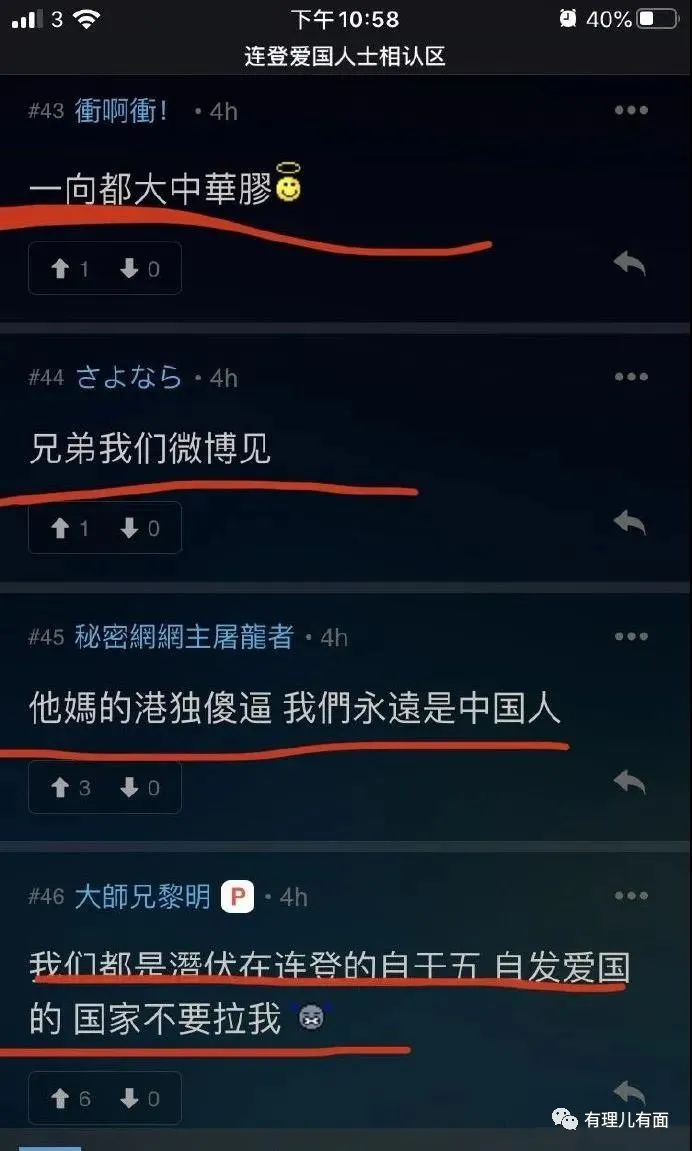 3 下午10:58 40%
连登爱国人士相认区
#43 衝啊衝! • 4h
一向都大中華膠
1 0
#44 さよなら • 4h
兄弟我们微博见
1 0
#45 秘密網網主屠龍者 • 4h
他媽的港独傻逼 我們永遠是中国人
3 0
#46 大師兄黎明 P • 4h
我们都是潛伏在连登的自干五 自发爱国
的 国家不要拉我
6 0
有理儿有面